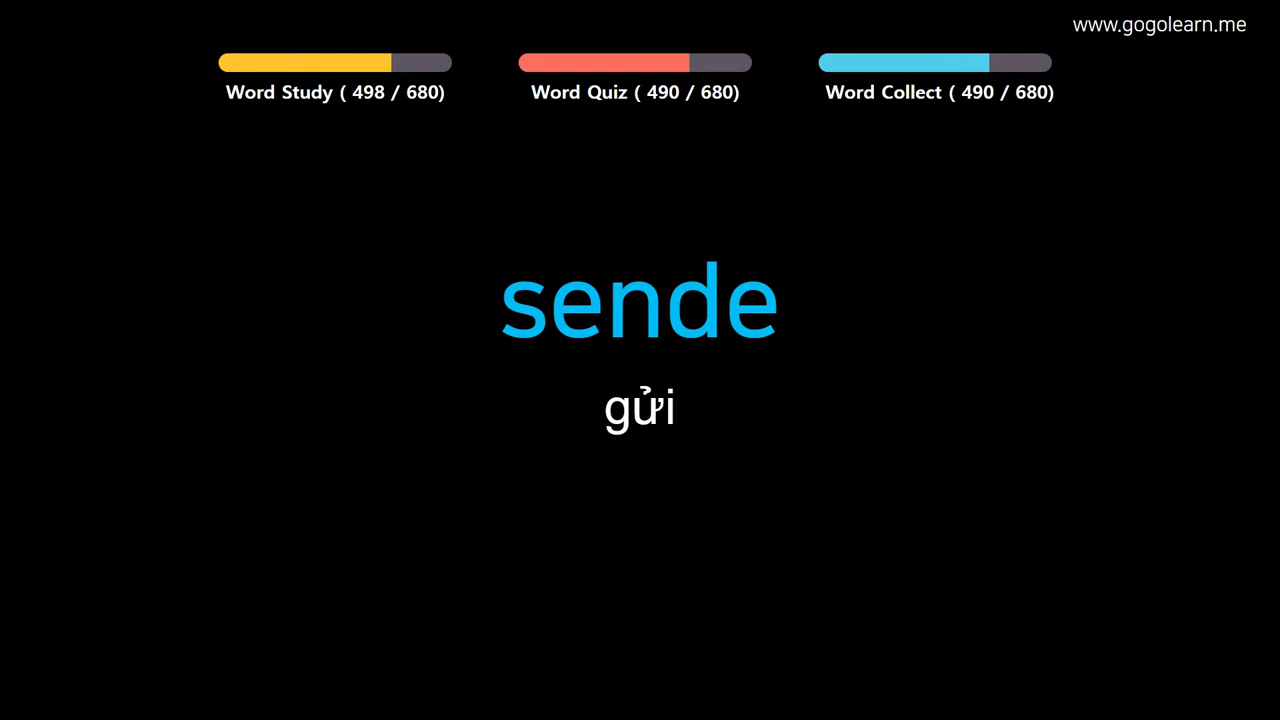 www.gogolearn.me
Word Study ( 498 / 680)
Word Quiz ( 490 / 680)
Word Collect ( 490 / 680)
sende
gửi